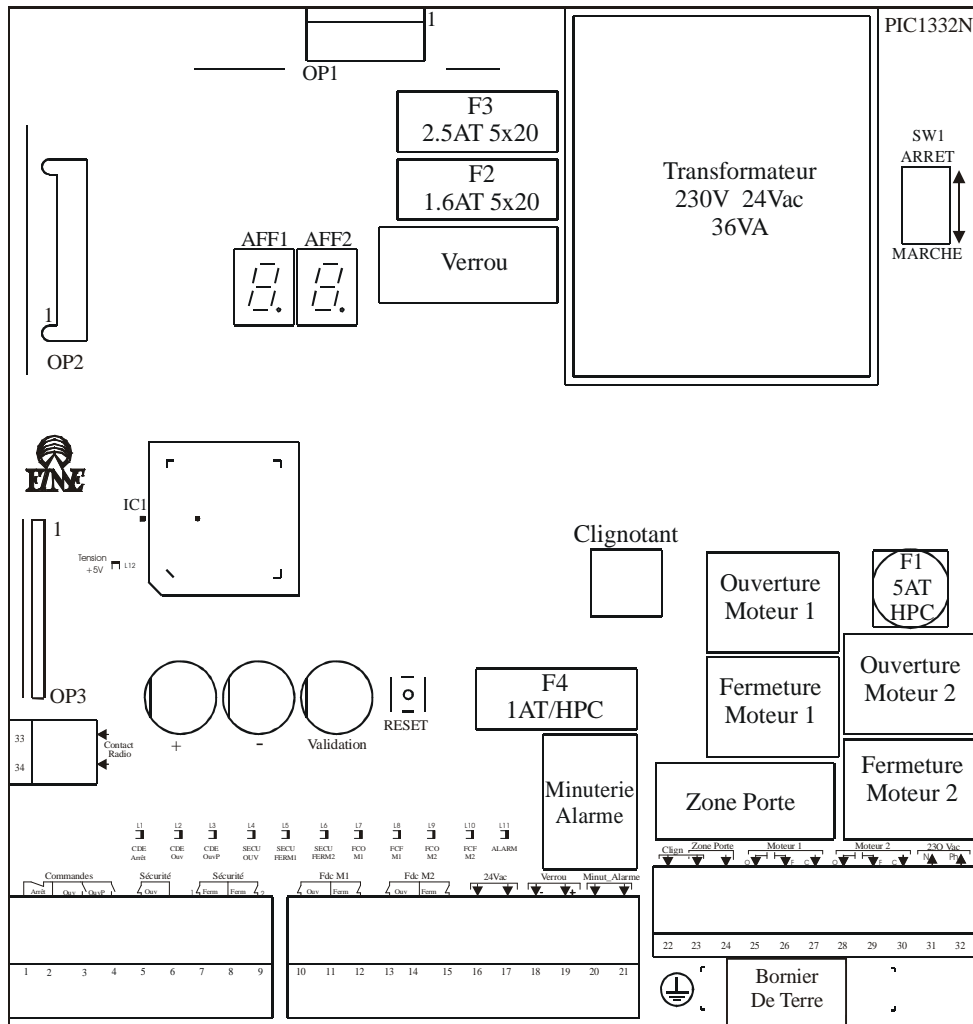 1
PIC1332N
OP1
F3
2.5AT 5x20
F2
1.6AT 5x20
Verrou
Transformateur
230V 24Vac
36VA
SW1
ARRET
MARCHE
AFF1 AFF2
1
OP2
FINE
IC1
1
Tension
+5V
L12
OP3
Clignotant
Ouverture
Moteur 1
F1
5AT
HPC
Fermeture
Moteur 1
Ouverture
Moteur 2
F4
1AT/HPC
RESET
+
-
Validation
33
34
Contact
Radio
Minuterie
Alarme
Zone Porte
Fermeture
Moteur 2
L1 L2 L3 L4 L5 L6 L7 L8 L9 L10 L11
CDE CDE CDE SECU SECU SECU FCO FCF FCO FCF ALARM
Arrêt Ouv OuvP OUV FERM1 FERM2 M1 M1 M2 M2
Clign Zone Porte Moteur 1 Moteur 2 230 Vac
O F C O F C N Ph
Commandes Sécurité Sécurité Fdc M1 Fdc M2 24Vac Verrou Minut_Alarme
Arrêt Ouv OuvP Ouv 1 Ferm Ferm 2 Ouv Ferm Ouv Ferm - +
22 23 24 25 26 27 28 29 30 31 32
1 2 3 4 5 6 7 8 9 10 11 12 13 14 15 16 17 18 19 20 21
Bornier
De Terre